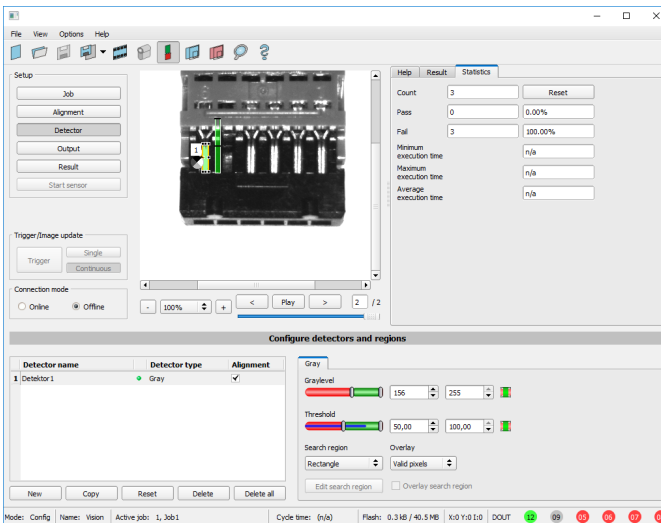 File View Options Help
Setup
Job
Alignment
Detector
Output
Result
Start sensor
Trigger/Image update
Trigger
Single
Continuous
Connection mode
Online Offline
1
- 100% + < Play > 2 /2
Help Result Statistics
Count 3 Reset
Pass 0 0.00%
Fail 3 100.00%
Minimum
execution time n/a
Maximum
execution time n/a
Average
execution time n/a
Configure detectors and regions
Detector name Detector type Alignment
1 Detektor1 Gray
New Copy Reset Delete Delete all
Gray
Graylevel
156 255
Threshold
50,00 100,00
Search region Overlay
Rectangle Valid pixels
Edit search region Overlay search region
Mode: Config Name: Vision Active job: 1, Job1 Cycle time: (n/a) Flash: 0.3 kB / 40.5 MB X:0 Y:0 I:0 DOUT 12 09 05 06 07